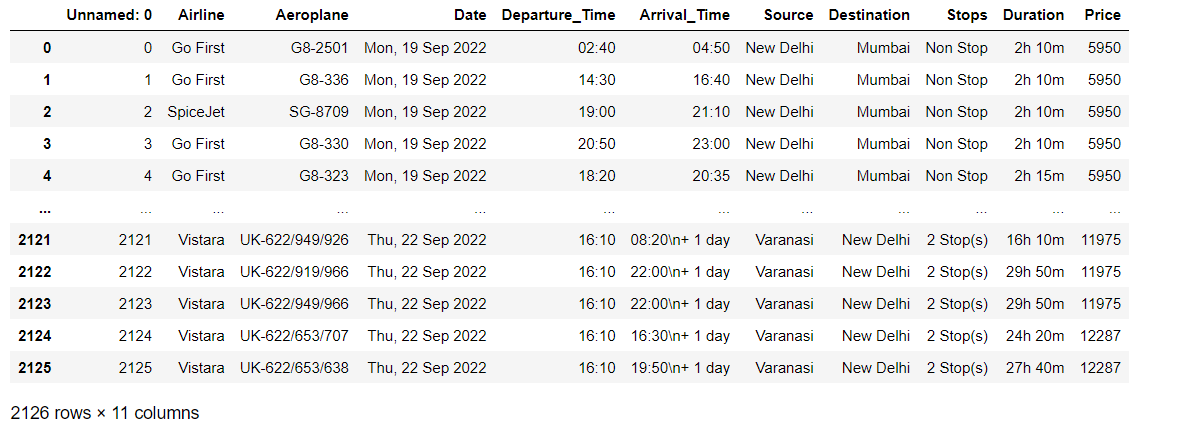 Unnamed: 0 Airline Aeroplane Date Departure_Time Arrival_Time Source Destination Stops Duration Price
0 0 Go First G8-2501 Mon, 19 Sep 2022 02:40 04:50 New Delhi Mumbai Non Stop 2h 10m 5950
1 1 Go First G8-336 Mon, 19 Sep 2022 14:30 16:40 New Delhi Mumbai Non Stop 2h 10m 5950
2 2 SpiceJet SG-8709 Mon, 19 Sep 2022 19:00 21:10 New Delhi Mumbai Non Stop 2h 10m 5950
3 3 Go First G8-330 Mon, 19 Sep 2022 20:50 23:00 New Delhi Mumbai Non Stop 2h 10m 5950
4 4 Go First G8-323 Mon, 19 Sep 2022 18:20 20:35 New Delhi Mumbai Non Stop 2h 15m 5950
... ... ... ... ... ... ... ... ... ... ... ...
2121 2121 Vistara UK-622/949/926 Thu, 22 Sep 2022 16:10 08:20\n+ 1 day Varanasi New Delhi 2 Stop(s) 16h 10m 11975
2122 2122 Vistara UK-622/919/966 Thu, 22 Sep 2022 16:10 22:00\n+ 1 day Varanasi New Delhi 2 Stop(s) 29h 50m 11975
2123 2123 Vistara UK-622/949/966 Thu, 22 Sep 2022 16:10 22:00\n+ 1 day Varanasi New Delhi 2 Stop(s) 29h 50m 11975
2124 2124 Vistara UK-622/653/707 Thu, 22 Sep 2022 16:10 16:30\n+ 1 day Varanasi New Delhi 2 Stop(s) 24h 20m 12287
2125 2125 Vistara UK-622/653/638 Thu, 22 Sep 2022 16:10 19:50\n+ 1 day Varanasi New Delhi 2 Stop(s) 27h 40m 12287
2126 rows × 11 columns